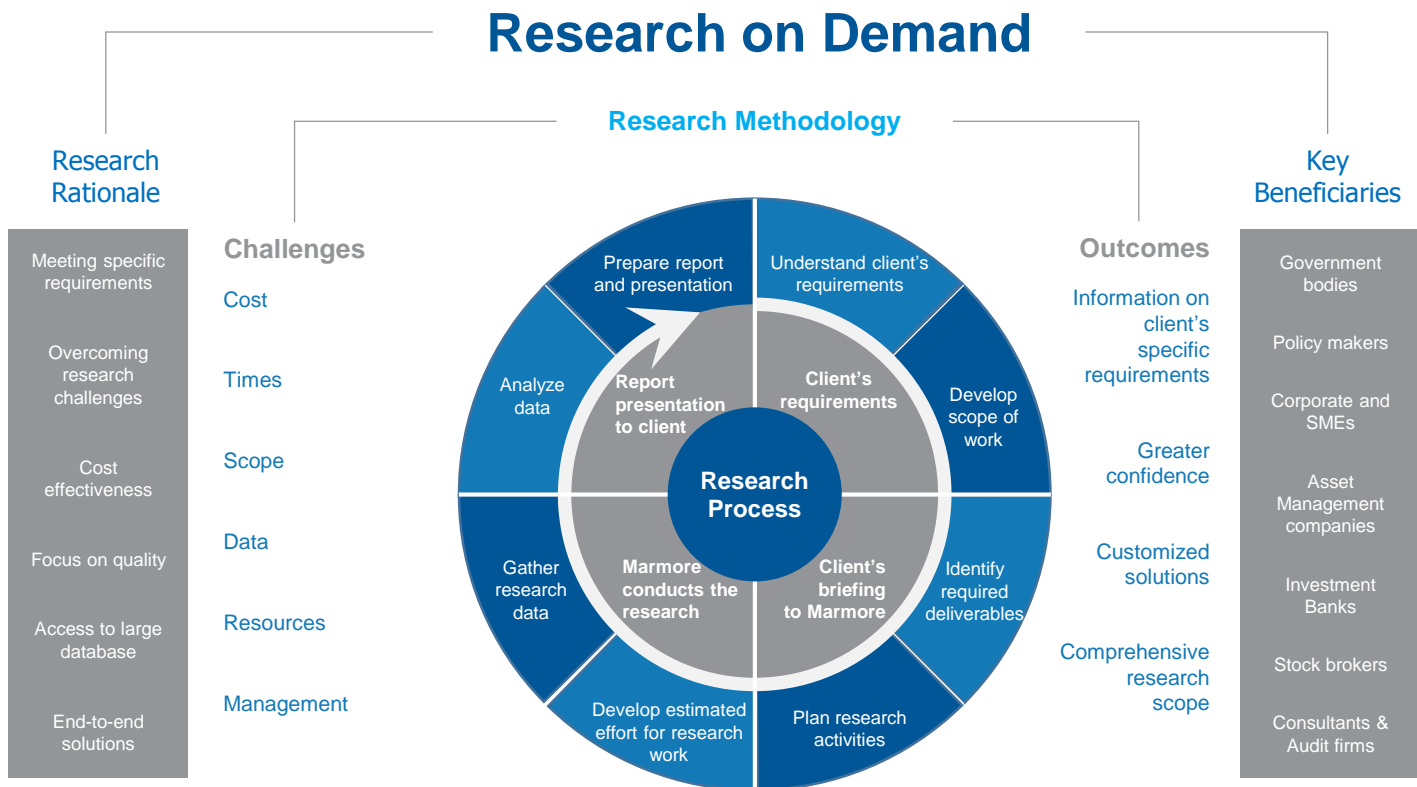 Research on Demand
Research Methodology
Research
Rationale
Meeting specific
requirements
Overcoming
research
challenges
Cost
effectiveness
Focus on quality
Access to large
database
End-to-end
solutions
Challenges
Cost
Times
Scope
Data
Resources
Management
Prepare report
and presentation
Understand client's
requirements
Develop
scope of
work
Identify
required
deliverables
Plan research
activities
Develop estimated
effort for research
work
Gather
research
data
Analyze
data
Report
presentation
to client
Client's
requirements
Client's
briefing
to Marmore
Marmore
conducts the
research
Research
Process
Outcomes
Information on
client's
specific
requirements
Greater
confidence
Customized
solutions
Comprehensive
research
scope
Key
Beneficiaries
Government
bodies
Policy makers
Corporate and
SMEs
Asset
Management
companies
Investment
Banks
Stock brokers
Consultants &
Audit firms